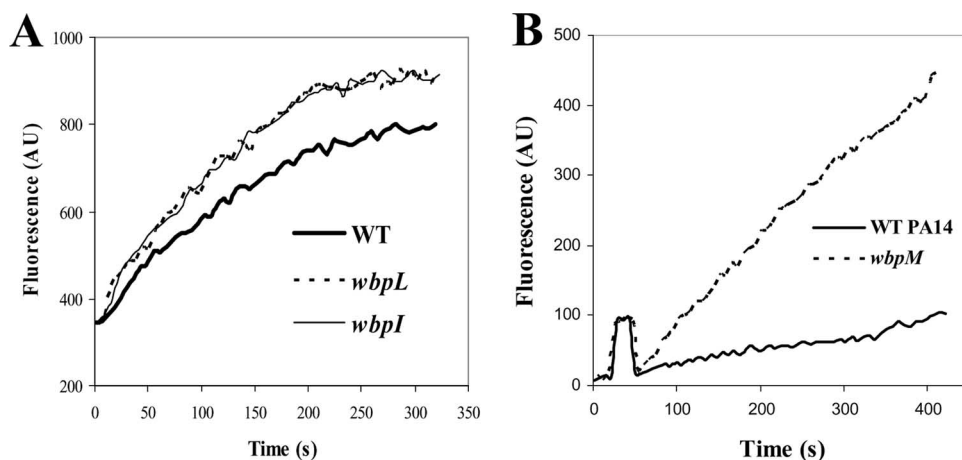 A
1000
800
600
400
200
Fluorescence (AU)
WT
wbpL
wbpI
0 50 100 150 200 250 300 350
Time (s)
B
500
400
300
200
100
0
Fluorescence (AU)
WT PA14
wbpM
0 100 200 300 400
Time (s)